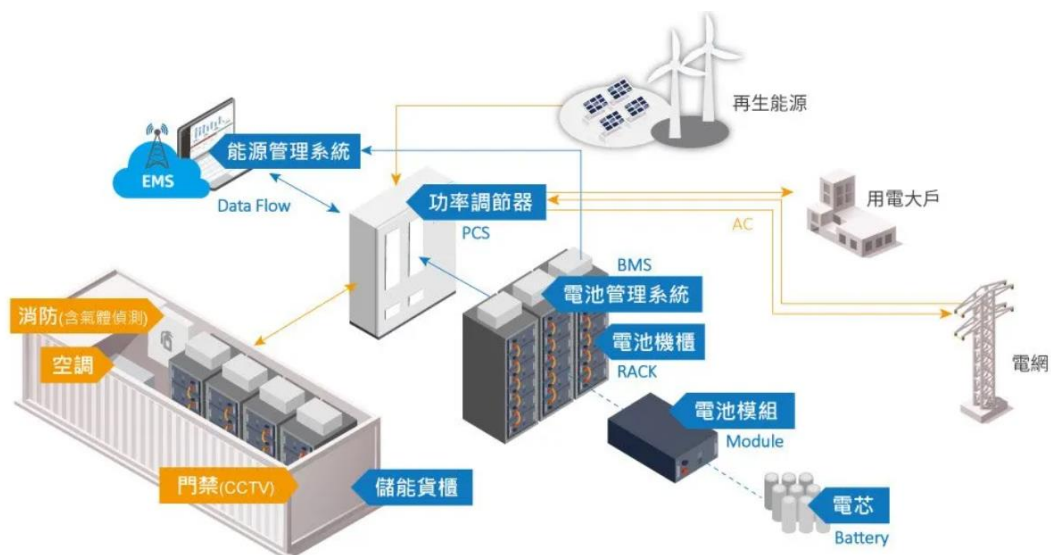 再生能源
能源管理系統
EMS
Data Flow
功率調節器
PCS
用電大戶
AC
BMS
電池管理系統
消防(含氣體偵測)
電池機櫃
空調
RACK
電網
電池模組
Module
門禁(CCTV)
儲能貨櫃
電芯
Battery